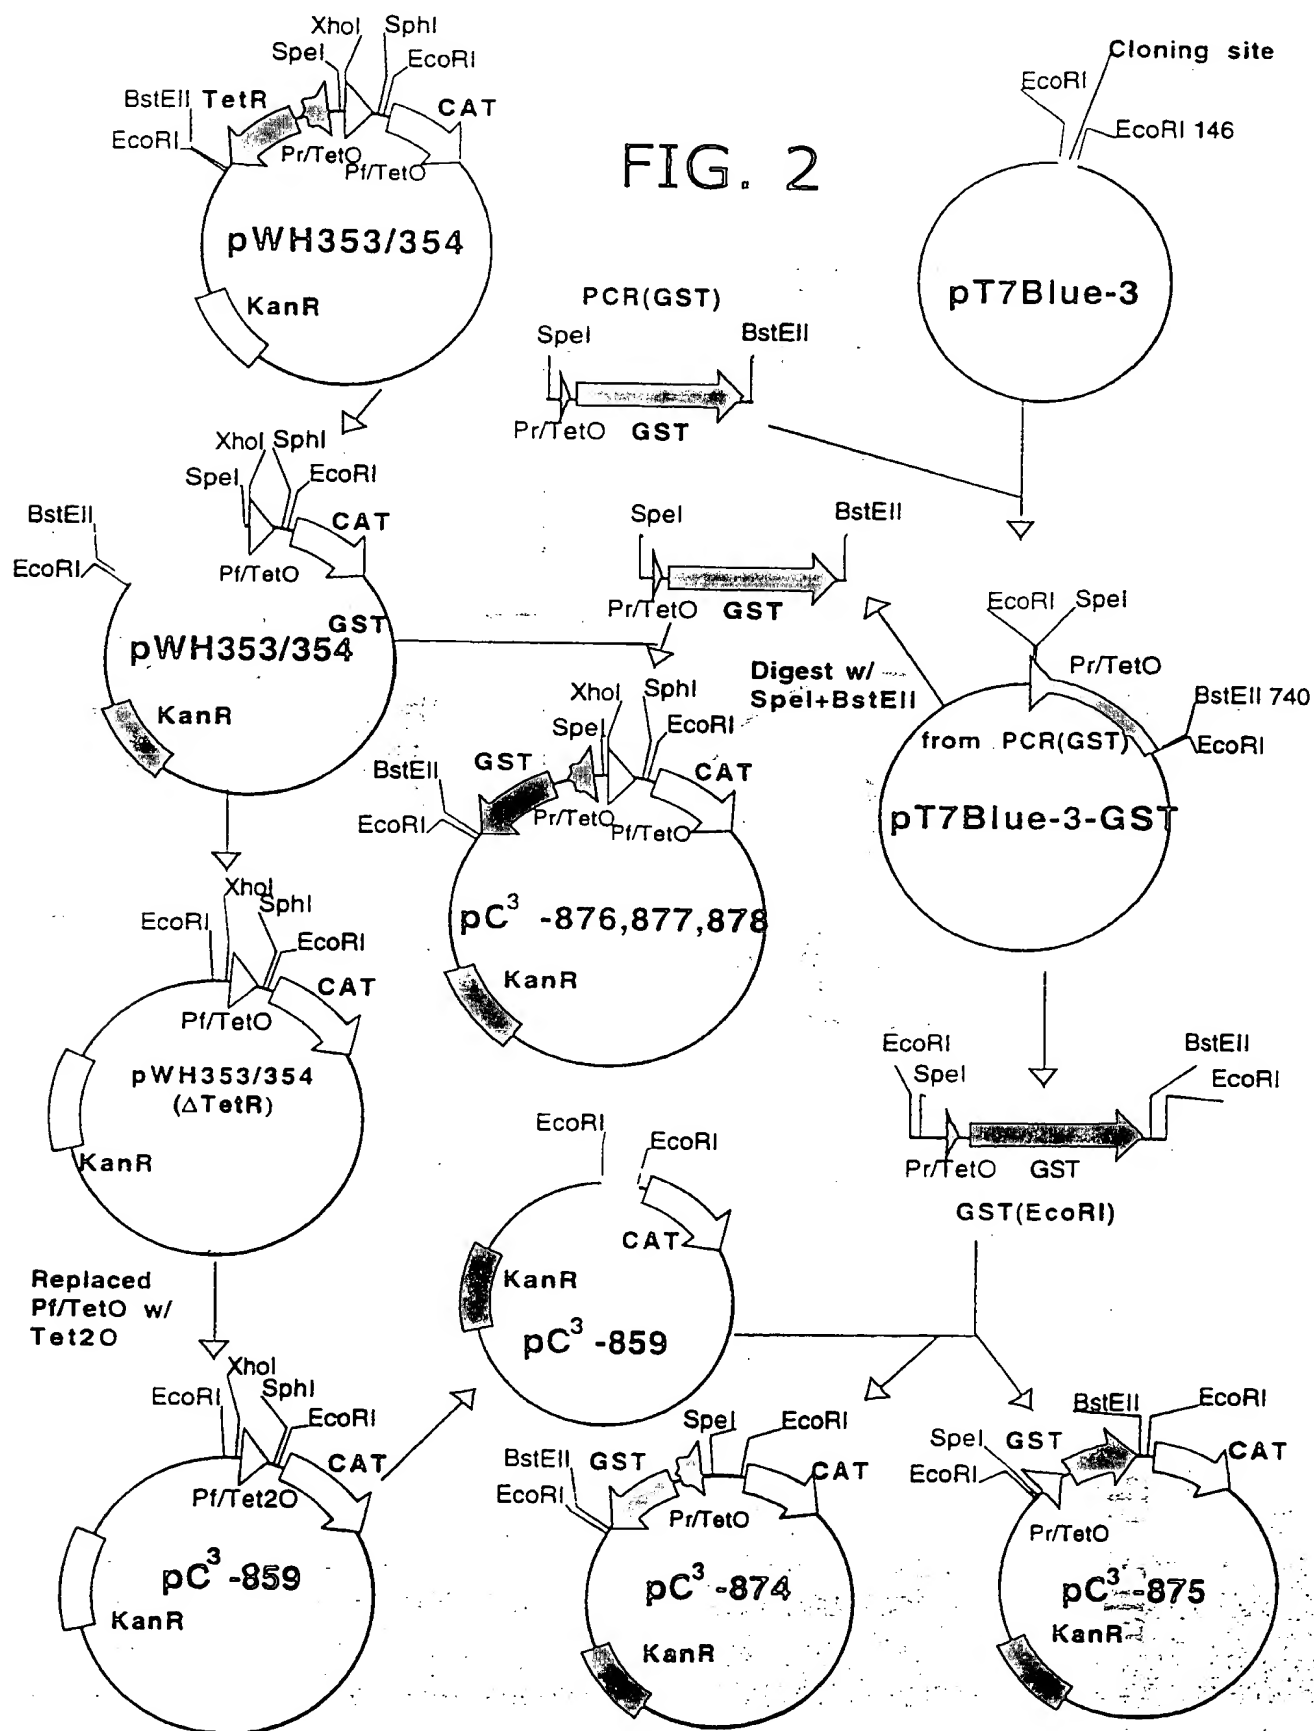 FIG. 2
XhoI
SphI
SpeI
EcoRI
BstEII
TetR
CAT
EcoRI
Pr/TetO
Pf/TetO
pWH353/354
KanR
Cloning site
EcoRI
EcoRI 146
pT7Blue-3
PCR(GST)
SpeI
BstEII
Pr/TetO
GST
XhoI
SphI
SpeI
EcoRI
BstEII
CAT
EcoRI
Pf/TetO
GST
pWH353/354
KanR
SpeI
BstEII
Pr/TetO
GST
Digest w/
SpeI+BstEII
EcoRI
SpeI
Pr/TetO
BstEII 740
EcoRI
from PCR(GST)
pT7Blue-3-GST
XhoI
SphI
SpeI
EcoRI
GST
CAT
BstEII
EcoRI
Pr/TetO
Pf/TetO
pC³ -876,877,878
KanR
XhoI
SphI
EcoRI
EcoRI
CAT
Pf/TetO
pWH353/354
(ΔTetR)
KanR
EcoRI
BstEII
SpeI
EcoRI
Pr/TetO
GST
GST(EcoRI)
EcoRI
EcoRI
CAT
KanR
pC³ -859
Replaced
Pf/TetO w/
Tet2O
XhoI
SphI
EcoRI
EcoRI
CAT
Pf/Tet2O
pC³ -859
KanR
SpeI
EcoRI
BstEII
GST
CAT
EcoRI
Pr/TetO
pC³ -874
KanR
BstEII
EcoRI
SpeI
GST
CAT
EcoRI
Pr/TetO
pC³ -875
KanR